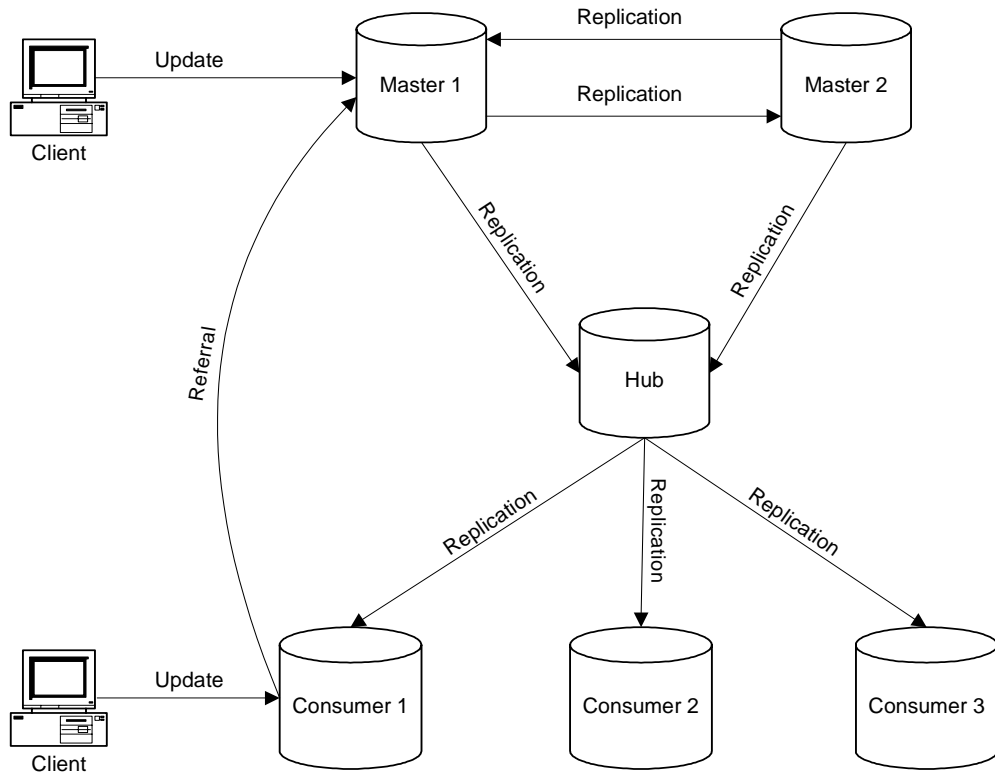 Replication
Update
Master 1
Master 2
Replication
Client
Replication
Replication
Referral
Hub
Replication
Replication
Replication
Update
Consumer 1
Consumer 2
Consumer 3
Client